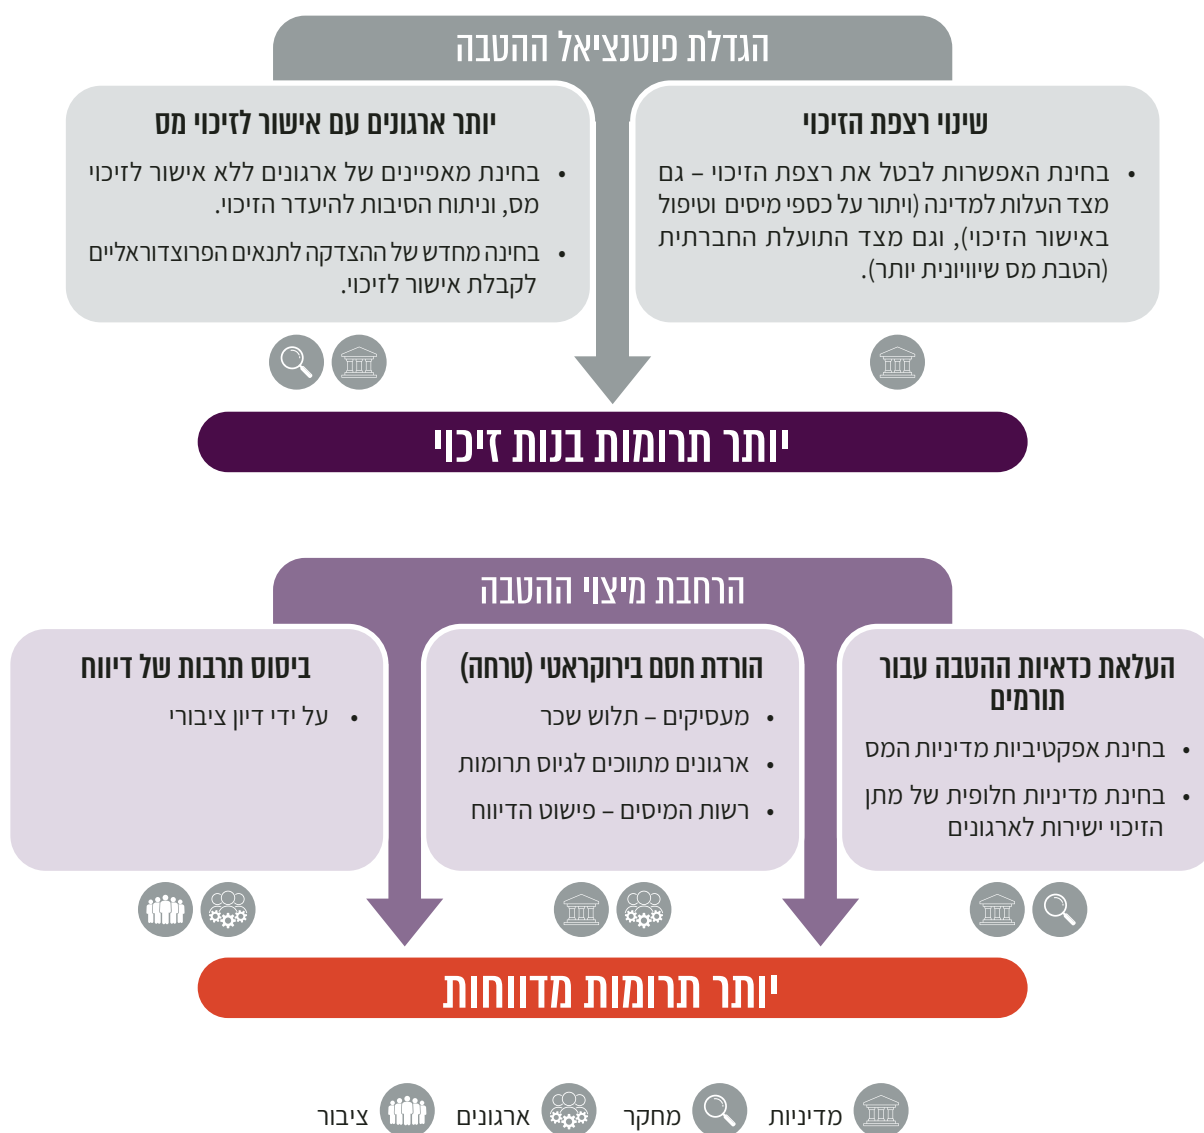 הגדלת פוטנציאל ההטבה
שינוי רצפת הזיכוי
• בחינת האפשרות לבטל את רצפת הזיכוי – גם
מצד העלות למדינה (ויתור על כספי מיסים וטיפול
באישור הזיכוי), וגם מצד התועלת החברתית
(הטבת מס שיוויונית יותר).
יותר ארגונים עם אישור לזיכוי מס
• בחינת מאפיינים של ארגונים ללא אישור לזיכוי
מס, וניתוח הסיבות להיעדר הזיכוי.
• בחינה מחדש של ההצדקה לתנאים הפרוצדוראליים
לקבלת אישור לזיכוי.
יותר תרומות בנות זיכוי
הרחבת מיצוי ההטבה
העלאת כדאיות ההטבה עבור
תורמים
• בחינת אפקטיביות מדיניות המס
• בחינת מדיניות חלופית של מתן
הזיכוי ישירות לארגונים
הורדת חסם בירוקראטי (טרחה)
• מעסיקים – תלוש שכר
• ארגונים מתווכים לגיוס תרומות
• רשות המיסים – פישוט הדיווח
ביסוס תרבות של דיווח
• על ידי דיון ציבורי
יותר תרומות מדווחות
מדיניות
מחקר
ארגונים
ציבור